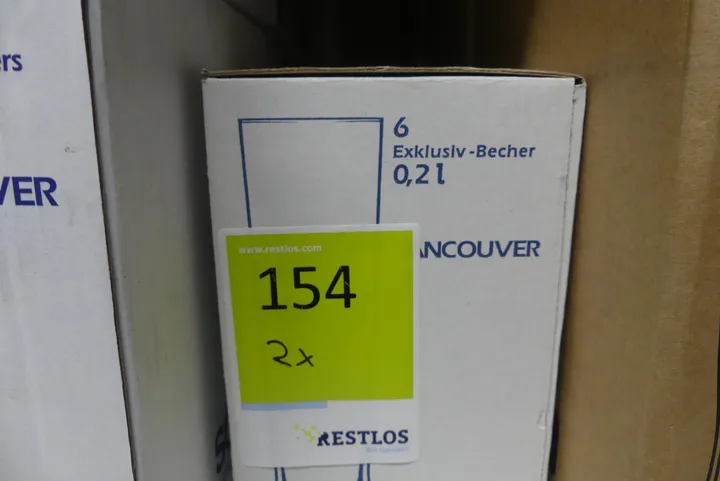 rs
VER
6
Exklusiv-Becher
0,2 l
ANCOUVER
www.restlos.com
154
2x
RESTLOS